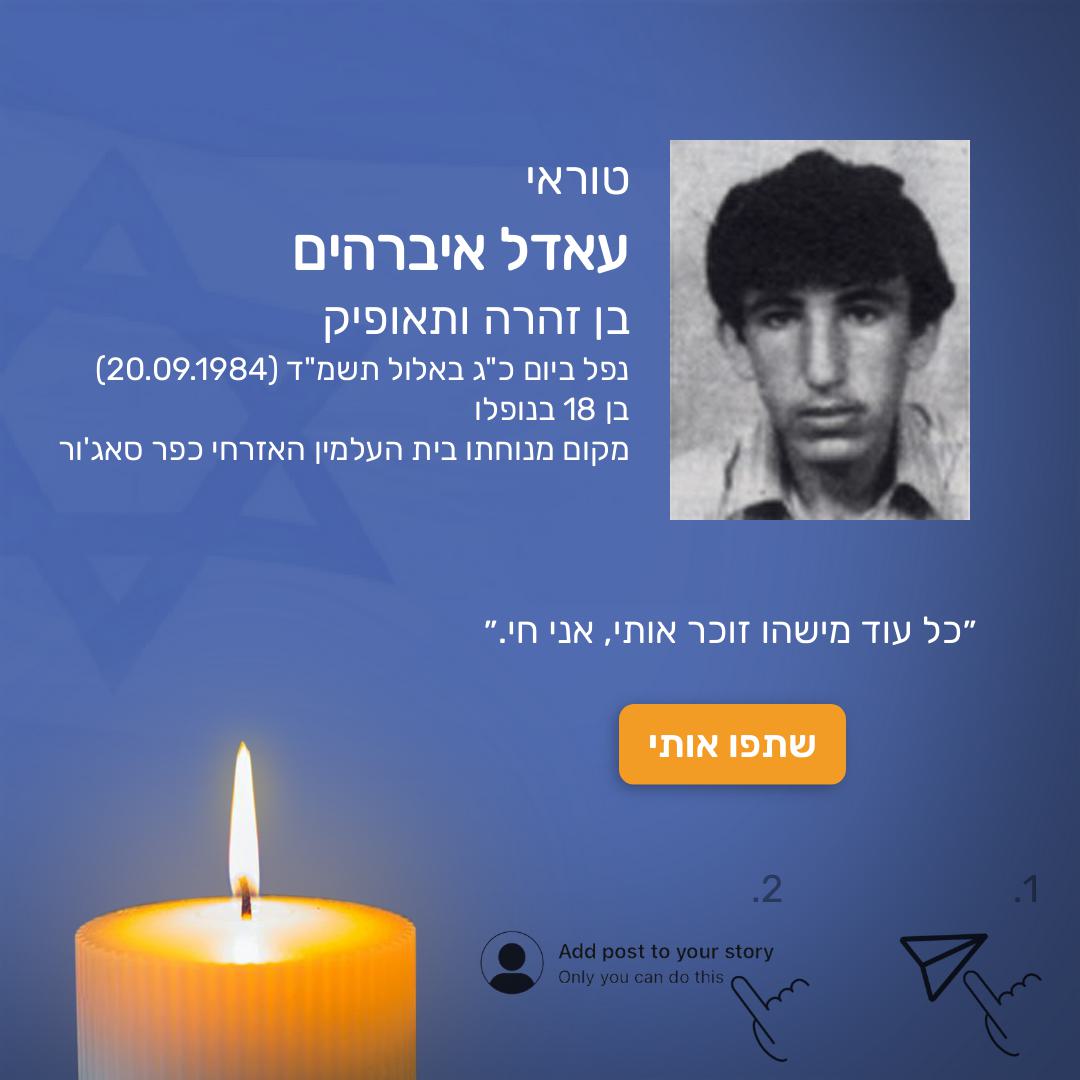 טוראי
עאדל איברהים
בן זהרה ותאופיק
נפל ביום כ"ג באלול תשמ"ד (20.09.1984)
בן 18 בנופלו
מקום מנוחתו בית העלמין האזרחי כפר סאג'ור
״כל עוד מישהו זוכר אותי, אני חי.״
שתפו אותי
.1
.2
Add post to your story
Only you can do this